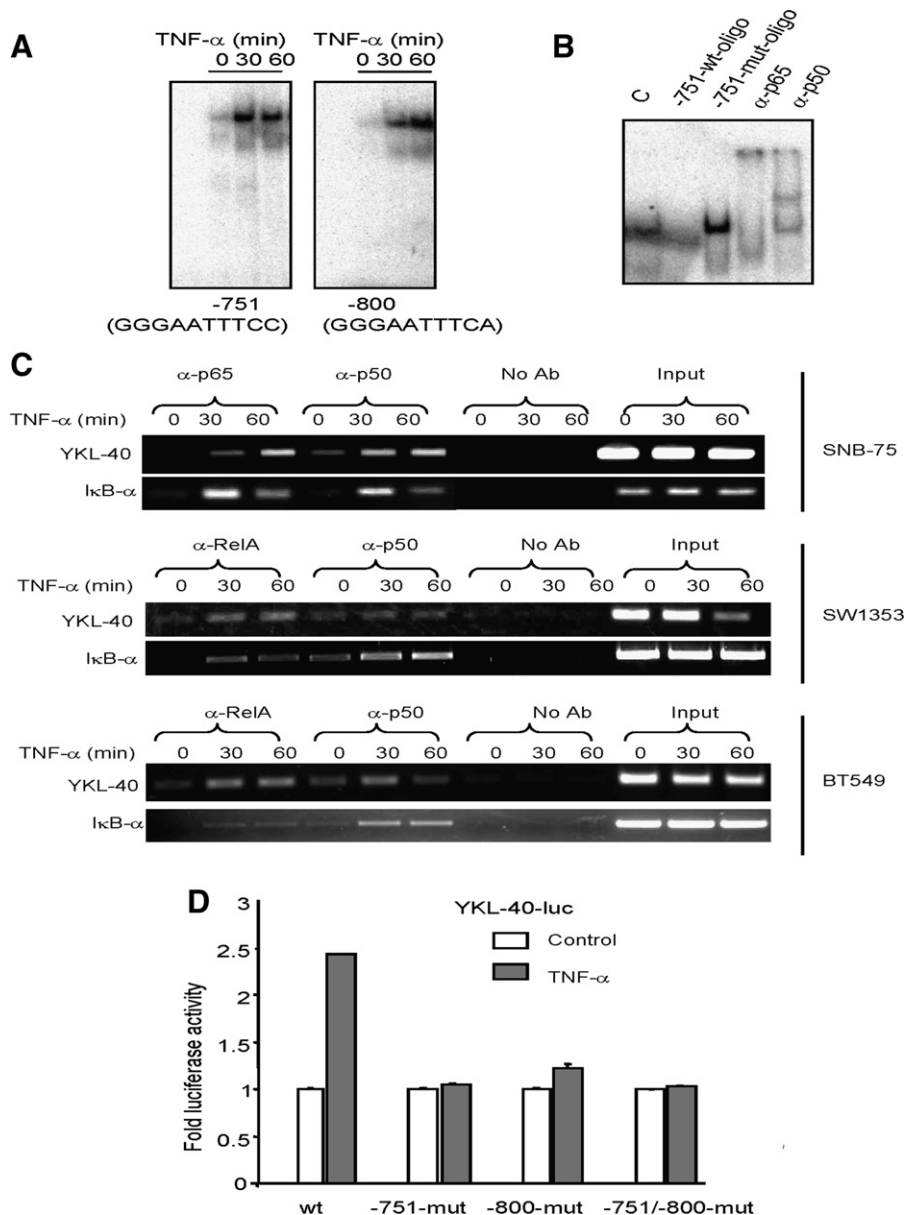 A
TNF-α (min)
0 30 60
TNF-α (min)
0 30 60
-751
(GGGAATTTCC)
-800
(GGGAATTTCA)
B
C
-751-wt-oligo
-751-mut-oligo
α-p65
α-p50
C
α-p65
α-p50
No Ab
Input
TNF-α (min)
0 30 60 0 30 60 0 30 60 0 30 60
YKL-40
IκB-α
SNB-75
α-RelA
α-p50
No Ab
Input
TNF-α (min)
0 30 60 0 30 60 0 30 60 0 30 60
YKL-40
IκB-α
SW1353
α-RelA
α-p50
No Ab
Input
TNF-α (min)
0 30 60 0 30 60 0 30 60 0 30 60
YKL-40
IκB-α
BT549
D
YKL-40-luc
Control
TNF-α
Fold luciferase activity
3
2.5
2
1.5
1
0.5
0
wt
-751-mut
-800-mut
-751/-800-mut